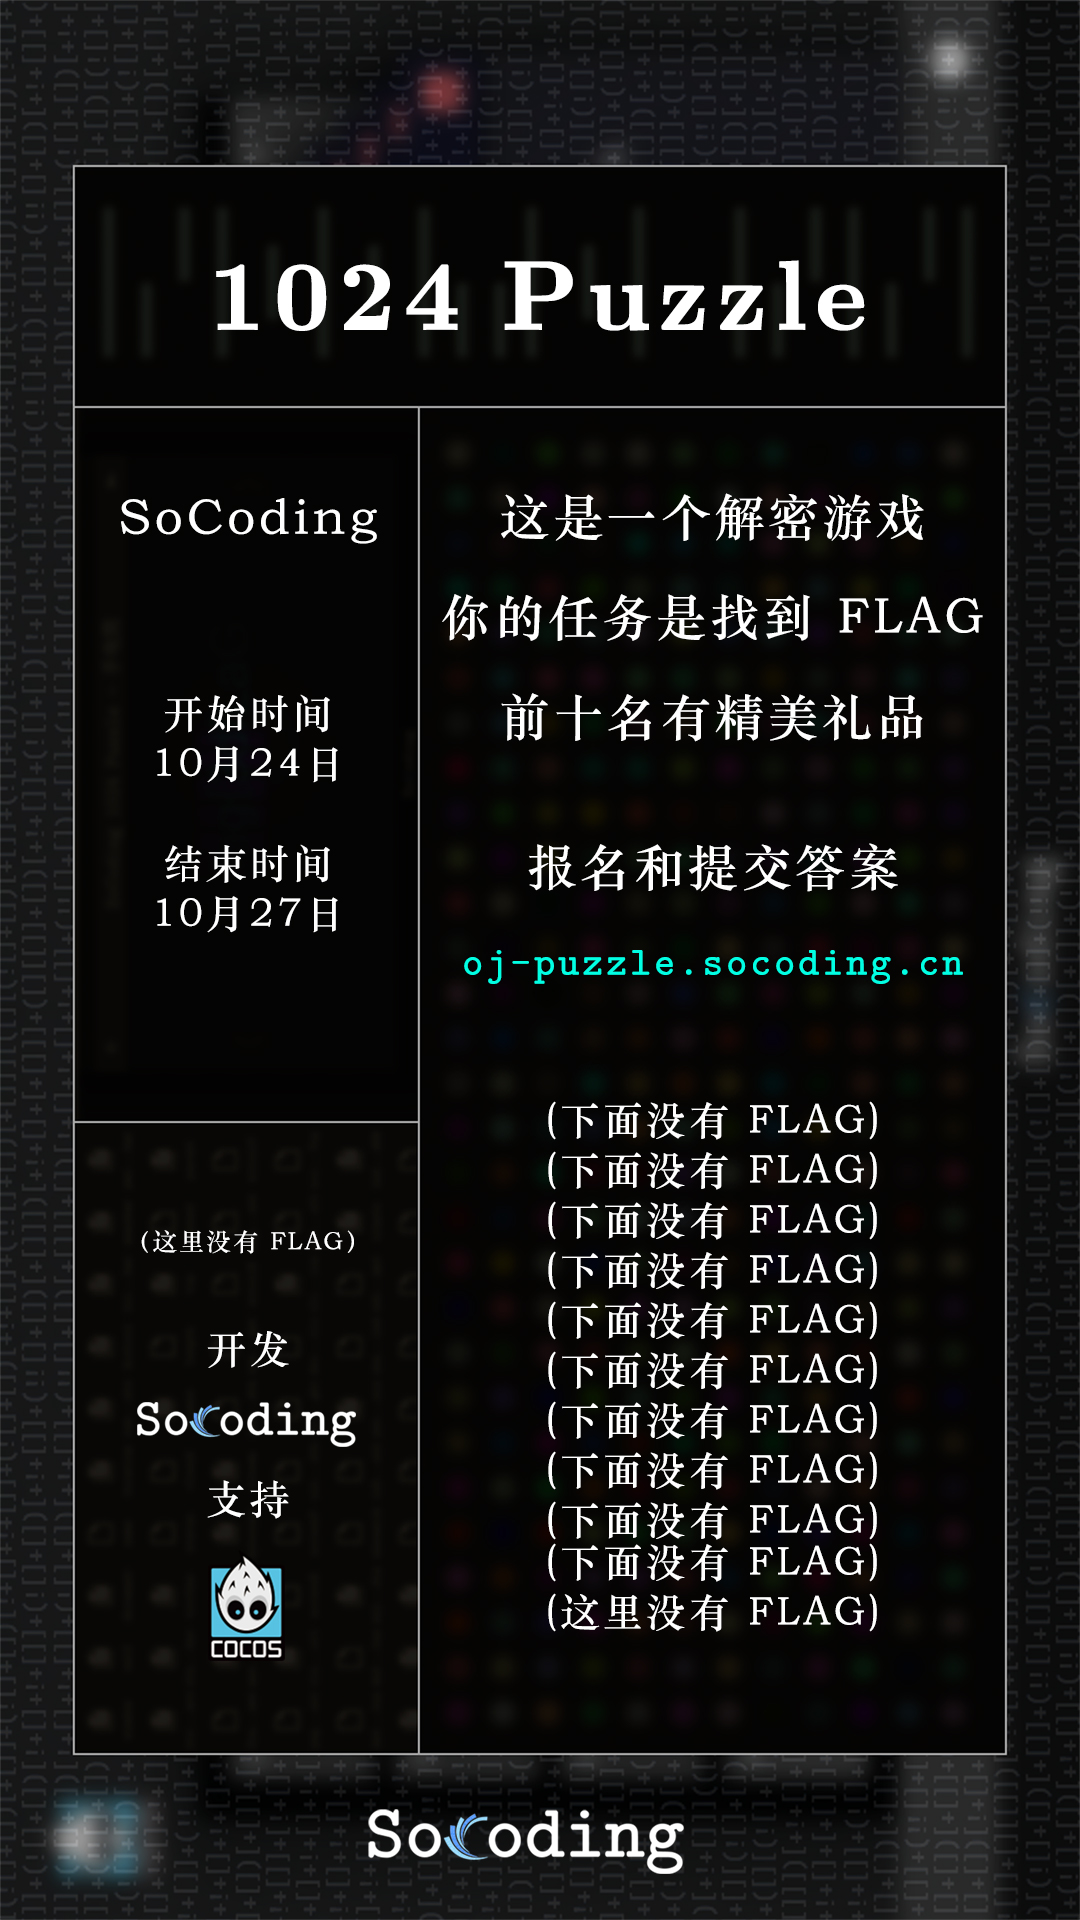 1024 Puzzle
SoCoding
开始时间
10月24日
结束时间
10月27日
这是一个解密游戏
你的任务是找到 FLAG
前十名有精美礼品
报名和提交答案
oj-puzzle.socoding.cn
(下面没有 FLAG)
(下面没有 FLAG)
(下面没有 FLAG)
(下面没有 FLAG)
(下面没有 FLAG)
(下面没有 FLAG)
(下面没有 FLAG)
(下面没有 FLAG)
(下面没有 FLAG)
(下面没有 FLAG)
(这里没有 FLAG)
(这里没有 FLAG)
开发
SoCoding
支持
COCOS
SoCoding